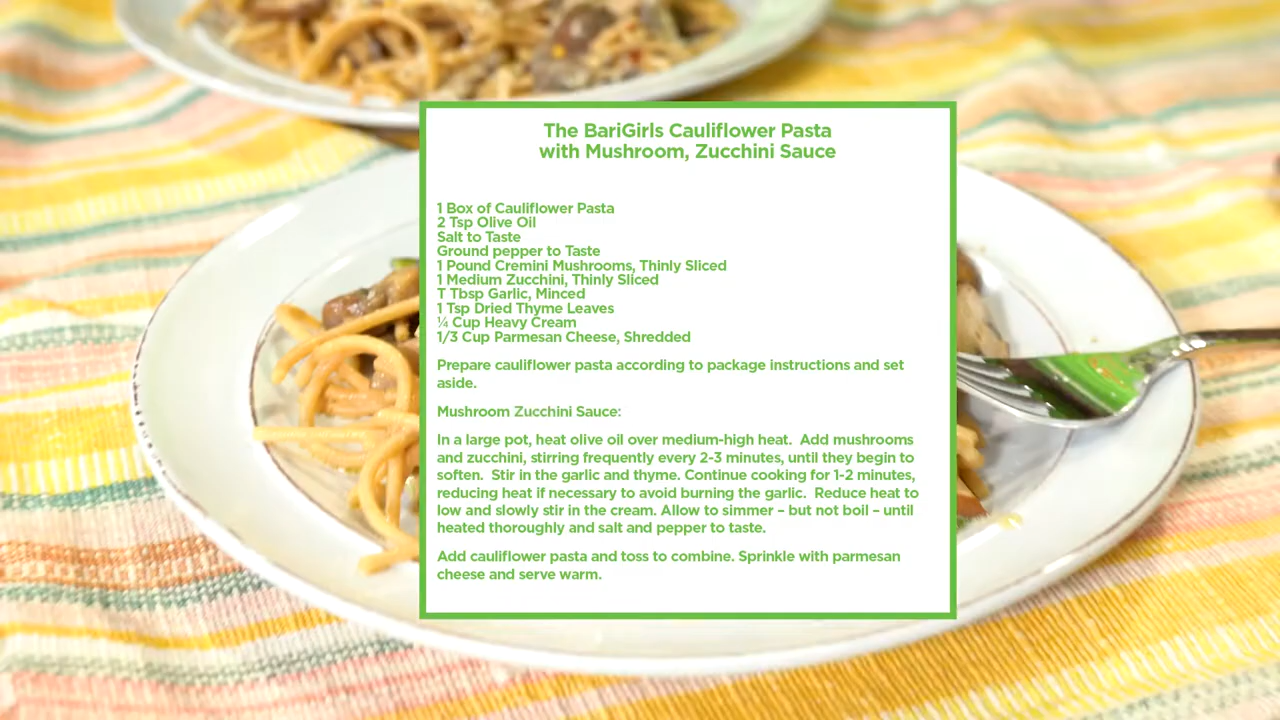 The BariGirls Cauliflower Pasta
with Mushroom, Zucchini Sauce
1 Box of Cauliflower Pasta
2 Tsp Olive Oil
Salt to Taste
Ground pepper to Taste
1 Pound Cremini Mushrooms, Thinly Sliced
1 Medium Zucchini, Thinly Sliced
T Tbsp Garlic, Minced
1 Tsp Dried Thyme Leaves
¼ Cup Heavy Cream
1/3 Cup Parmesan Cheese, Shredded
Prepare cauliflower pasta according to package instructions and set
aside.
Mushroom Zucchini Sauce:
In a large pot, heat olive oil over medium-high heat.  Add mushrooms
and zucchini, stirring frequently every 2-3 minutes, until they begin to
soften.  Stir in the garlic and thyme. Continue cooking for 1-2 minutes,
reducing heat if necessary to avoid burning the garlic.  Reduce heat to
low and slowly stir in the cream. Allow to simmer – but not boil – until
heated thoroughly and salt and pepper to taste.
Add cauliflower pasta and toss to combine. Sprinkle with parmesan
cheese and serve warm.